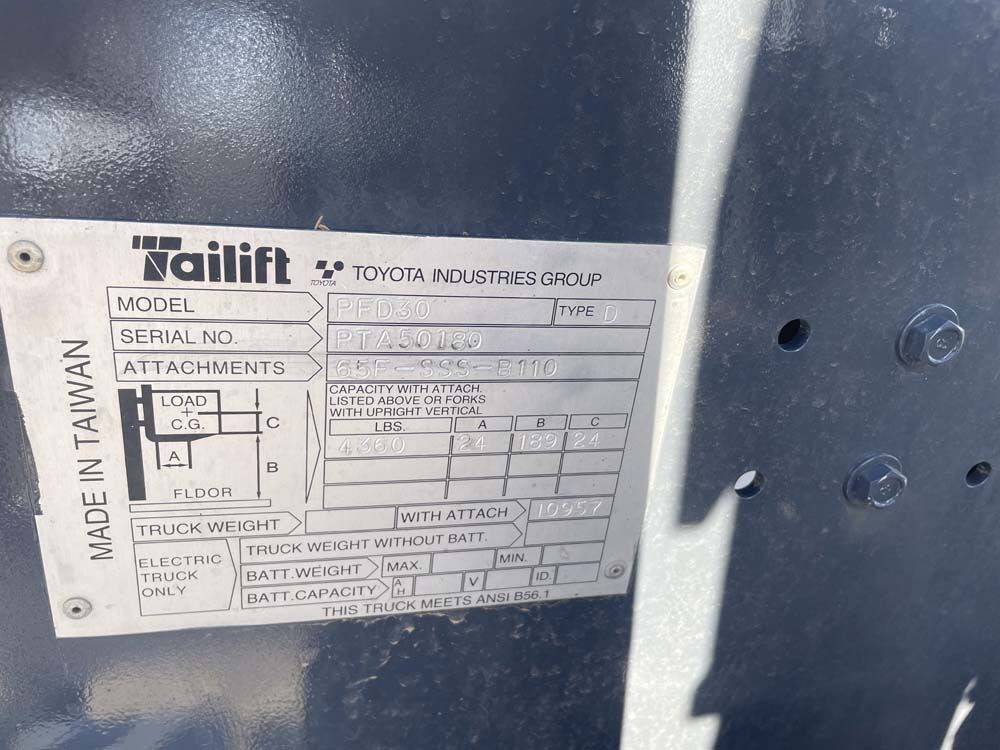 Tailift TOYOTA TOYOTA INDUSTRIES GROUP
MODEL PFD30 TYPE D
SERIAL NO. PTA50180
ATTACHMENTS 65F-SSS-B110
MADE IN TAIWAN
LOAD
+
C.G.
C
A
B
FLDOR
CAPACITY WITH ATTACH.
LISTED ABOVE OR FORKS
WITH UPRIGHT VERTICAL
LBS. A B C
4360 24 189 24
TRUCK WEIGHT WITH ATTACH 10957
ELECTRIC
TRUCK
ONLY
TRUCK WEIGHT WITHOUT BATT.
BATT.WEIGHT MAX. MIN.
BATT.CAPACITY AH V ID.
THIS TRUCK MEETS ANSI B56.1